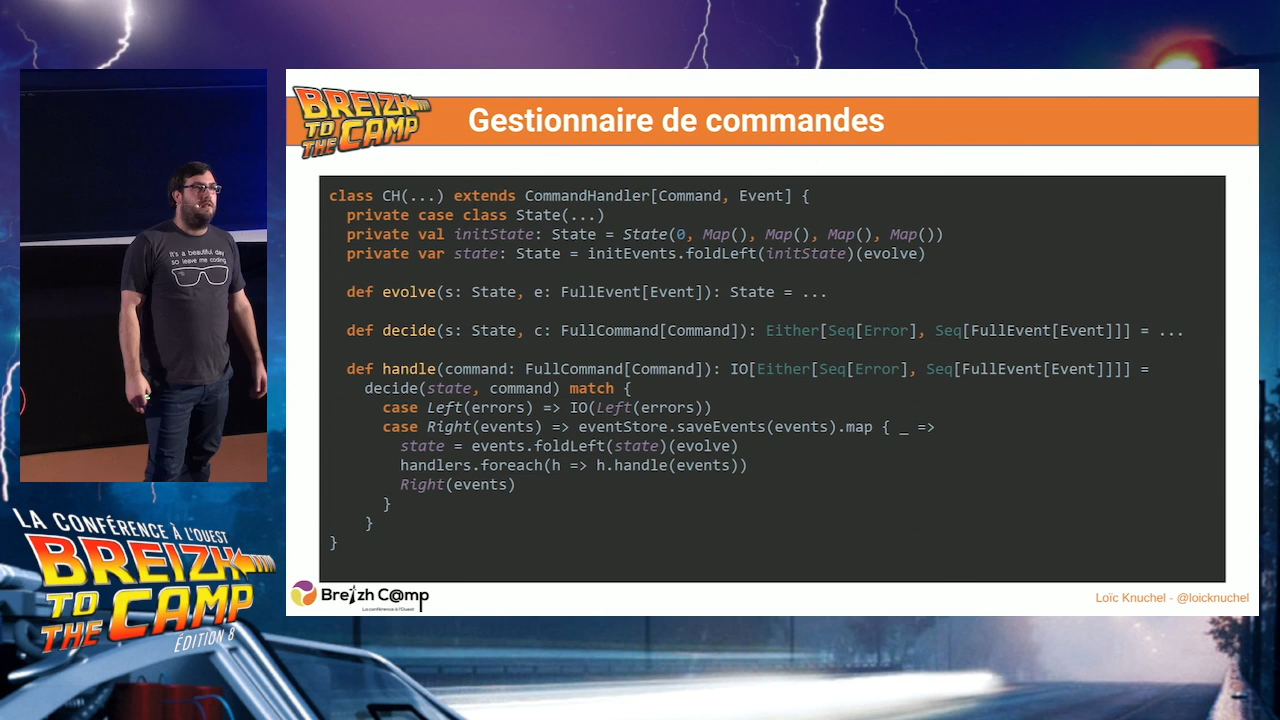 BREIZH
TO
THE CAMP
Gestionnaire de commandes
It's a beautiful day
so leave me coding
class CH(...) extends CommandHandler[Command, Event] {
private case class State(...)
private val initState: State = State(0, Map(), Map(), Map(), Map())
private var state: State = initEvents.foldLeft(initState)(evolve)
def evolve(s: State, e: FullEvent[Event]): State = ...
def decide(s: State, c: FullCommand[Command]): Either[Seq[Error], Seq[FullEvent[Event]]] = ...
def handle(command: FullCommand[Command]): IO[Either[Seq[Error], Seq[FullEvent[Event]]]] =
decide(state, command) match {
case Left(errors) => IO(Left(errors))
case Right(events) => eventStore.saveEvents(events).map { _ =>
state = events.foldLeft(state)(evolve)
handlers.foreach(h => h.handle(events))
Right(events)
}
}
}
Breizh C@mp
La conférence à l'Ouest
Loïc Knuchel - @loicknuchel
LA CONFÉRENCE À L'OUEST
BREIZH
TO
THE CAMP
ÉDITION 8